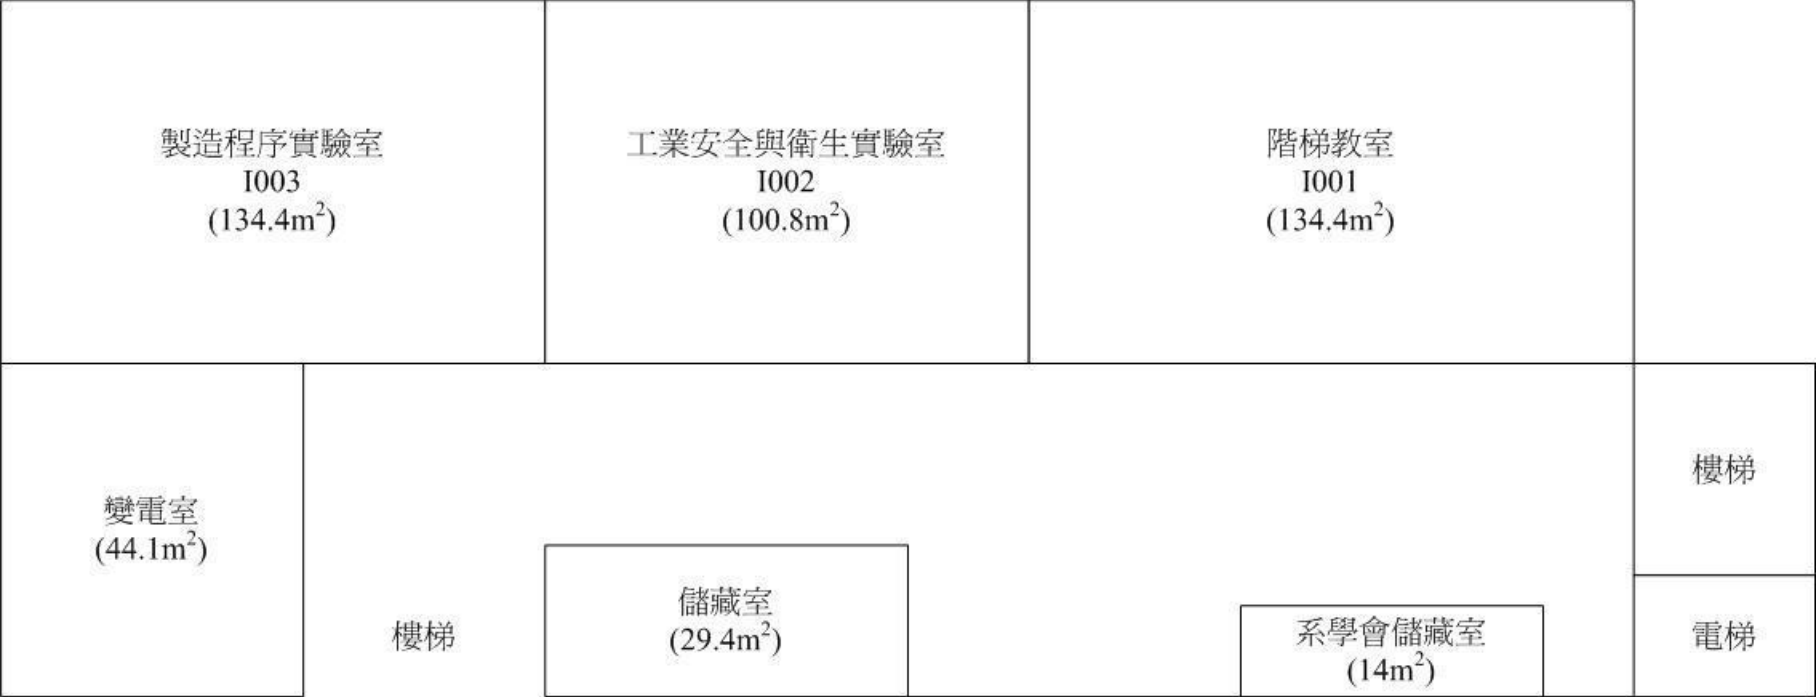 製造程序實驗室
I003
(134.4m²)
工業安全與衛生實驗室
I002
(100.8m²)
階梯教室
I001
(134.4m²)
變電室
(44.1m²)
樓梯
儲藏室
(29.4m²)
系學會儲藏室
(14m²)
樓梯
電梯